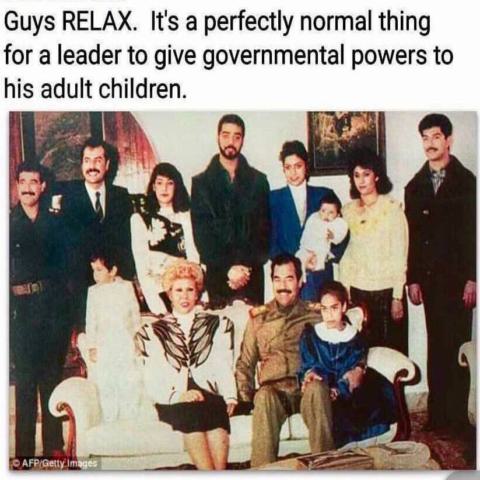 Guys RELAX.  It's a perfectly normal thing
for a leader to give governmental powers to
his adult children.
© AFP/Getty Images